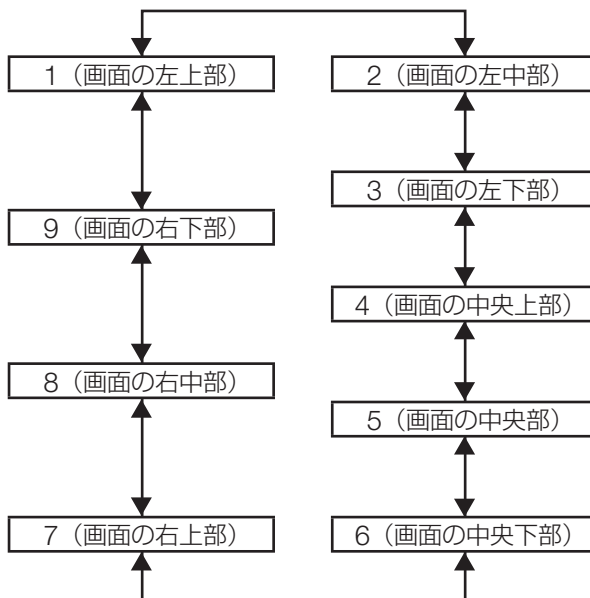 1（画面の左上部）
2（画面の左中部）
3（画面の左下部）
9（画面の右下部）
4（画面の中央上部）
8（画面の右中部）
5（画面の中央部）
7（画面の右上部）
6（画面の中央下部）